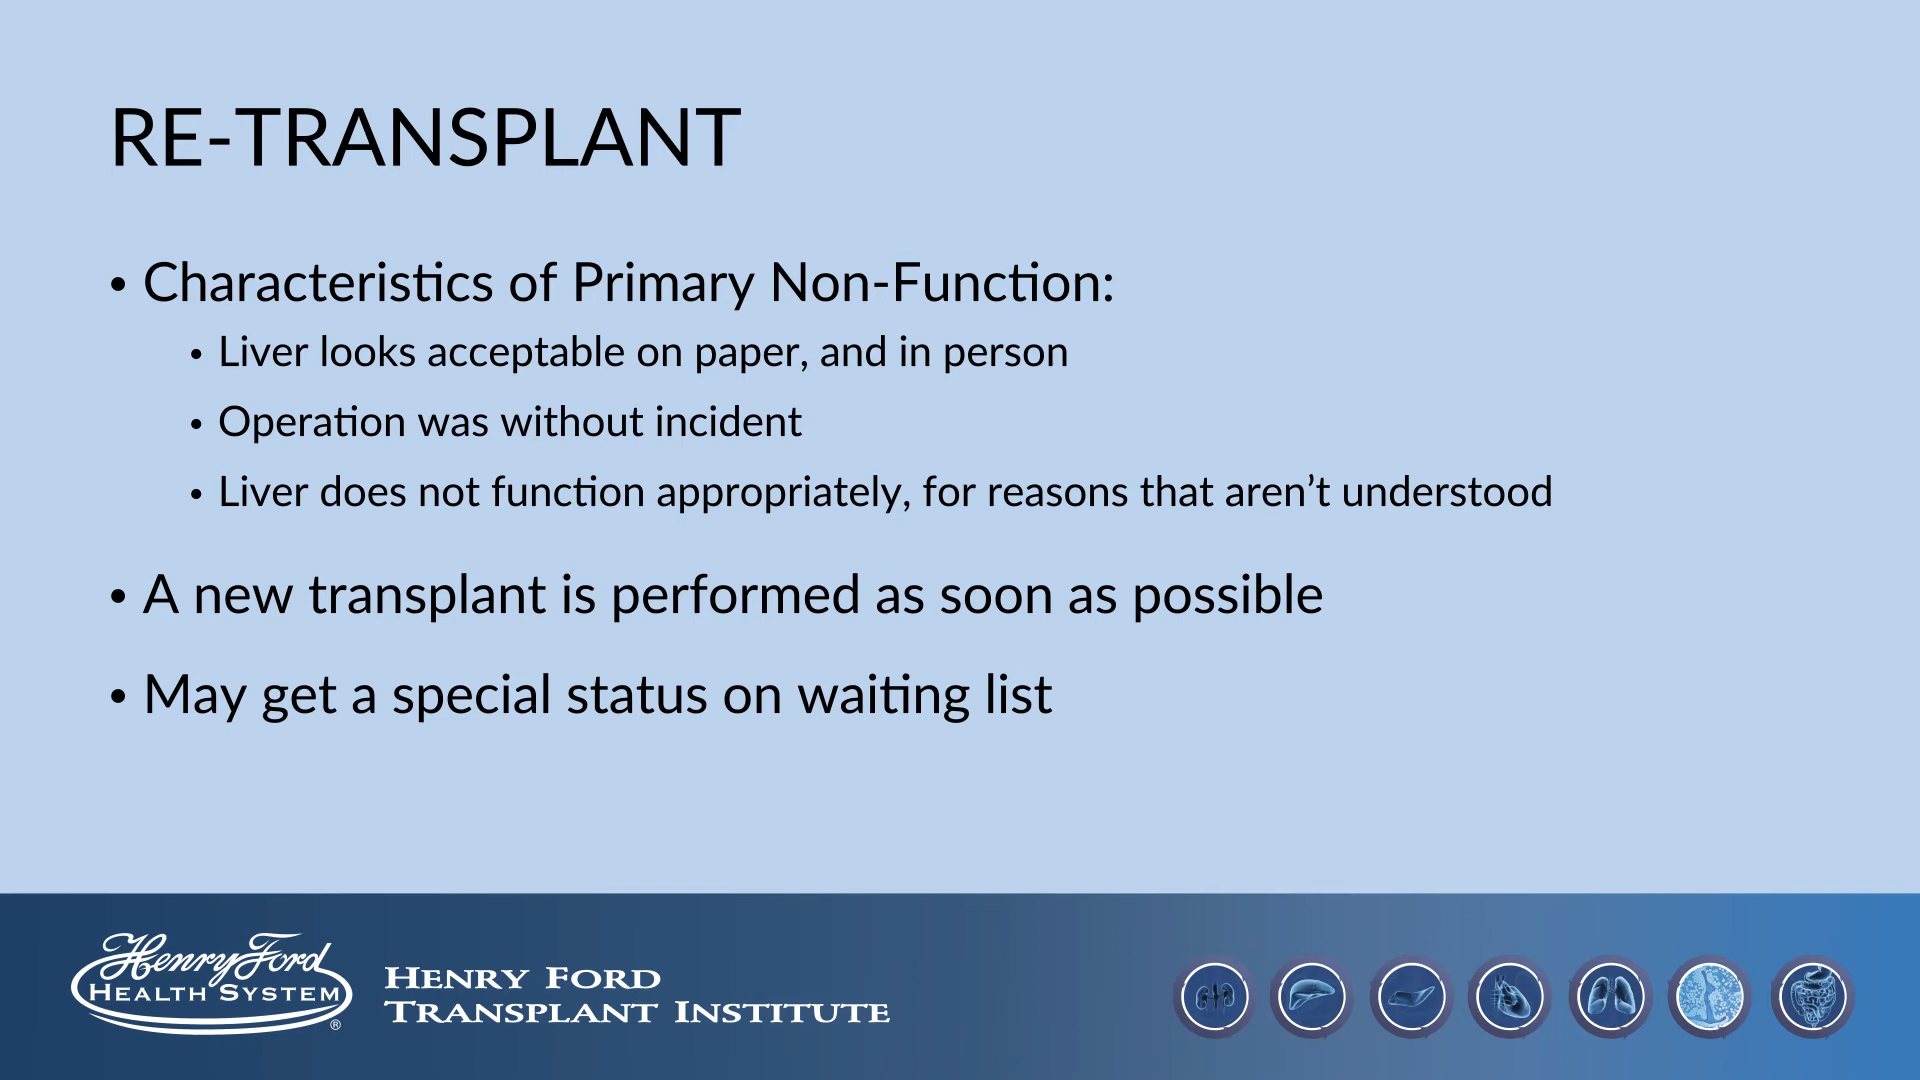 RE-TRANSPLANT
• Characteristics of Primary Non-Function:
• Liver looks acceptable on paper, and in person
• Operation was without incident
• Liver does not function appropriately, for reasons that aren’t understood
• A new transplant is performed as soon as possible
• May get a special status on waiting list
Henry Ford
HEALTH SYSTEM
®
HENRY FORD
TRANSPLANT INSTITUTE